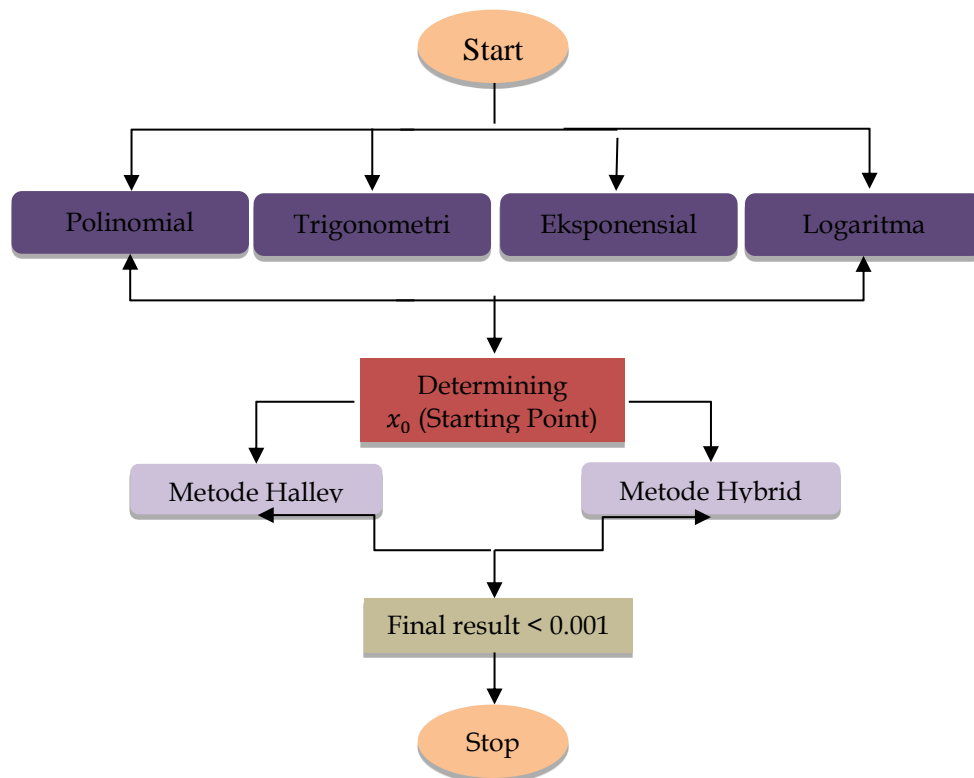 Start
Polinomial
Trigonometri
Eksponensial
Logaritma
Determining
x₀ (Starting Point)
Metode Halley
Metode Hybrid
Final result < 0.001
Stop